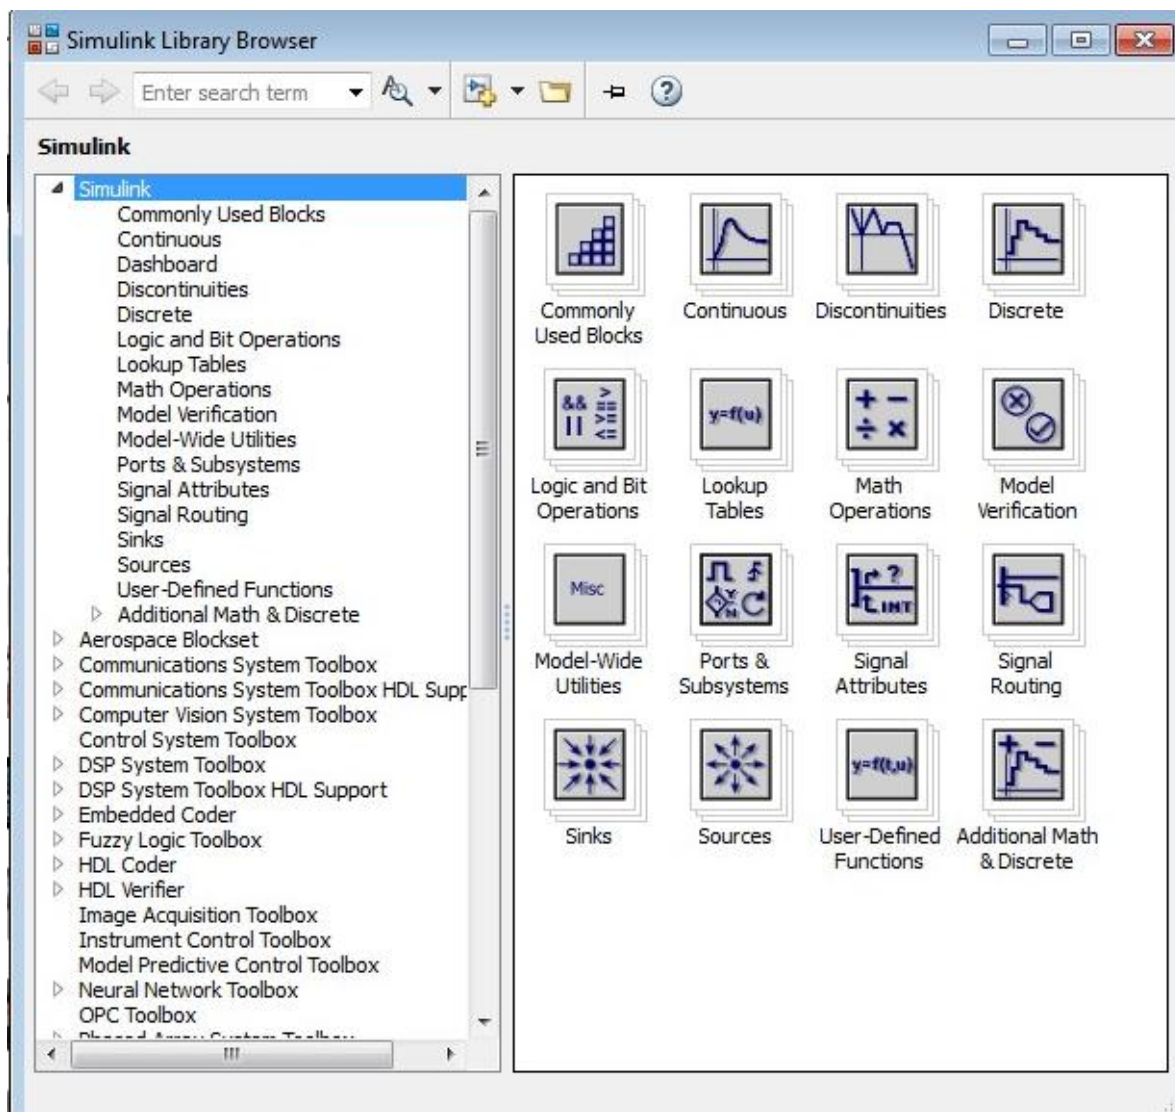 Simulink Library Browser
Enter search term
Simulink
Simulink
Commonly Used Blocks
Continuous
Dashboard
Discontinuities
Discrete
Logic and Bit Operations
Lookup Tables
Math Operations
Model Verification
Model-Wide Utilities
Ports & Subsystems
Signal Attributes
Signal Routing
Sinks
Sources
User-Defined Functions
Additional Math & Discrete
Aerospace Blockset
Communications System Toolbox
Communications System Toolbox HDL Supp
Computer Vision System Toolbox
Control System Toolbox
DSP System Toolbox
DSP System Toolbox HDL Support
Embedded Coder
Fuzzy Logic Toolbox
HDL Coder
HDL Verifier
Image Acquisition Toolbox
Instrument Control Toolbox
Model Predictive Control Toolbox
Neural Network Toolbox
OPC Toolbox
Phased Array System Toolbox
Commonly
Used Blocks
Continuous
Discontinuities
Discrete
&& > == >= <=
||
Logic and Bit
Operations
y=f(u)
Lookup
Tables
+ −
÷ ×
Math
Operations
Model
Verification
Misc
Model-Wide
Utilities
Y
N
Ports &
Subsystems
?
INT
Signal
Attributes
Signal
Routing
Sinks
Sources
y=f(t,u)
User-Defined
Functions
+ −
Additional Math
& Discrete